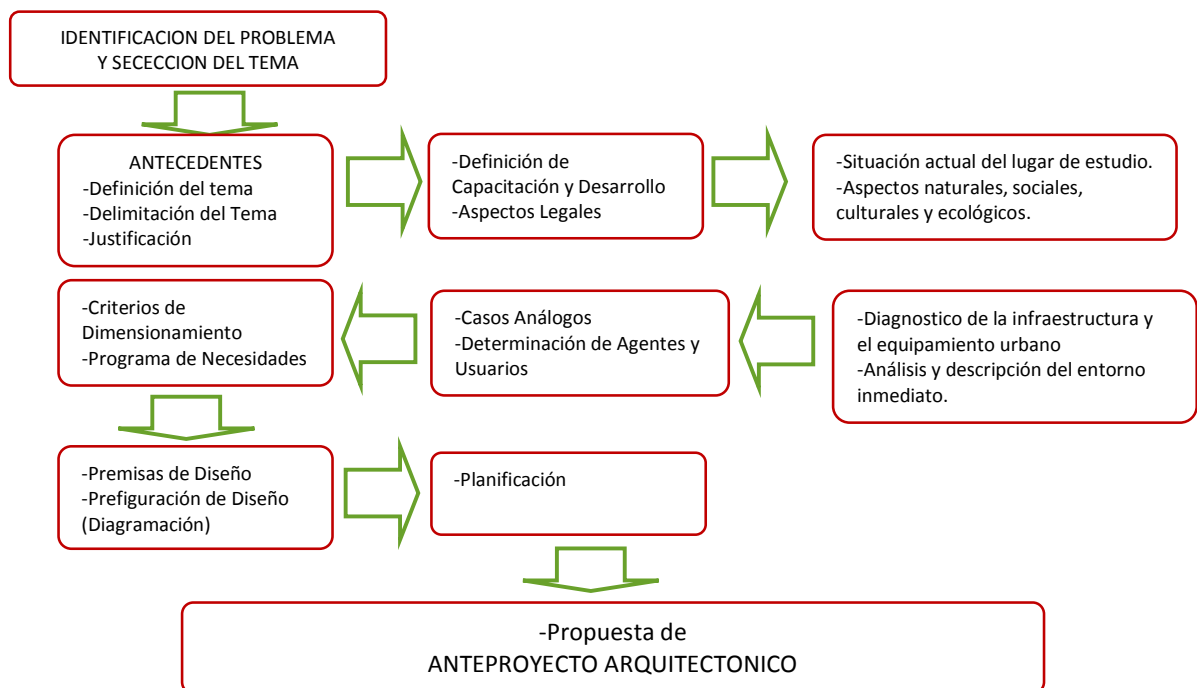 IDENTIFICACION DEL PROBLEMA
Y SECECCION DEL TEMA
ANTECEDENTES
-Definición del tema
-Delimitación del Tema
-Justificación
-Definición de
Capacitación y Desarrollo
-Aspectos Legales
-Situación actual del lugar de estudio.
-Aspectos naturales, sociales,
culturales y ecológicos.
-Diagnostico de la infraestructura y
el equipamiento urbano
-Análisis y descripción del entorno
inmediato.
-Casos Análogos
-Determinación de Agentes y
Usuarios
-Criterios de
Dimensionamiento
-Programa de Necesidades
-Premisas de Diseño
-Prefiguración de Diseño
(Diagramación)
-Planificación
-Propuesta de
ANTEPROYECTO ARQUITECTONICO